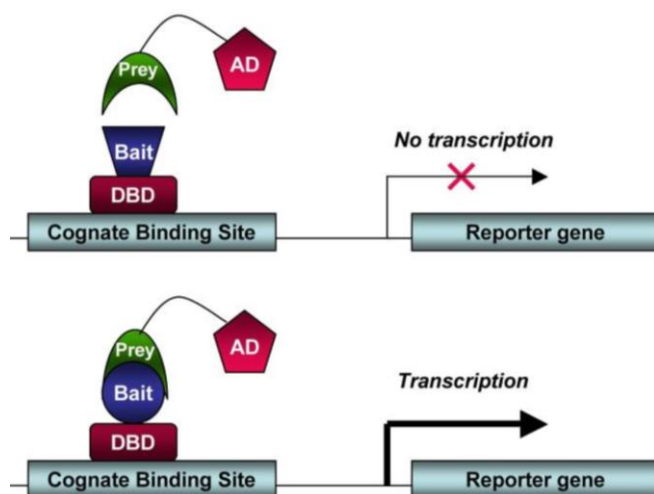 Prey
AD
No transcription
Bait
DBD
Cognate Binding Site
Reporter gene
Prey
AD
Transcription
Bait
DBD
Cognate Binding Site
Reporter gene